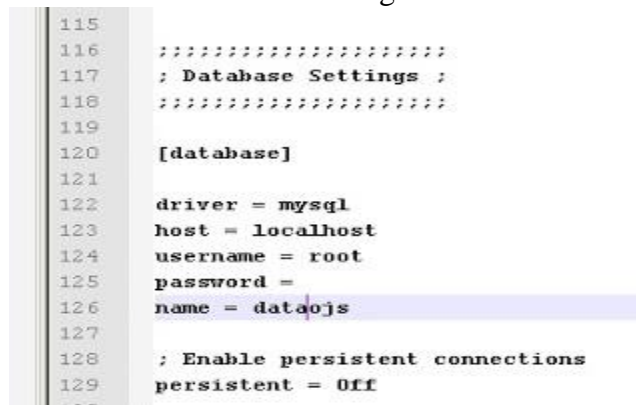 115
116 ;;;;;;;;;;;;;;;;;;;;;
117 ; Database Settings ;
118 ;;;;;;;;;;;;;;;;;;;;;
119
120 [database]
121
122 driver = mysql
123 host = localhost
124 username = root
125 password =
126 name = dataojs
127
128 ; Enable persistent connections
129 persistent = Off